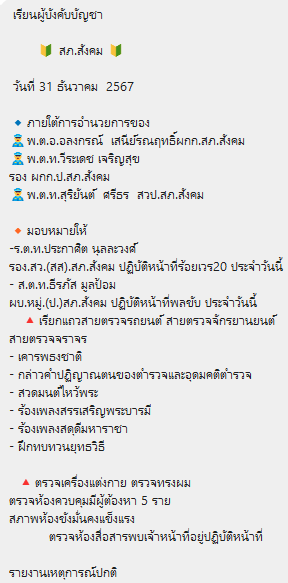 เรียนผู้บังคับบัญชา
🔰 สภ.สังคม 🔰
วันที่ 31 ธันวาคม 2567
🔹ภายใต้การอำนวยการของ
👮พ.ต.อ.อลงกรณ์ เสนีย์รณฤทธิ์ผกก.สภ.สังคม
👮พ.ต.ท.วีระเดช เจริญสุข
รอง ผกก.ป.สภ.สังคม
👮พ.ต.ท.สุริยันต์ ศรีธร สวป.สภ.สังคม
🔸มอบหมายให้
-ร.ต.ท.ประกาศิต นุลละวงศ์
รอง.สว.(สส).สภ.สังคม ปฏิบัติหน้าที่ร้อยเวร20 ประจำวันนี้
- ส.ต.ท.ธีรภัส มูลป้อม
ผบ.หมู่.(ป.)สภ.สังคม ปฏิบัติหน้าที่พลขับ ประจำวันนี้
🔺เรียกแถวสายตรวจรถยนต์ สายตรวจจักรยานยนต์
สายตรวจจราจร
- เคารพธงชาติ
- กล่าวคำปฏิญาณตนของตำรวจและอุดมคติตำรวจ
- สวดมนต์ไหว้พระ
- ร้องเพลงสรรเสริญพระบารมี
- ร้องเพลงสดุดีมหาราชา
- ฝึกทบทวนยุทธวิธี
🔺ตรวจเครื่องแต่งกาย ตรวจทรงผม
ตรวจห้องควบคุมมีผู้ต้องหา 5 ราย
สภาพห้องขังมั่นคงแข็งแรง
ตรวจห้องสื่อสารพบเจ้าหน้าที่อยู่ปฏิบัติหน้าที่
รายงานเหตุการณ์ปกติ